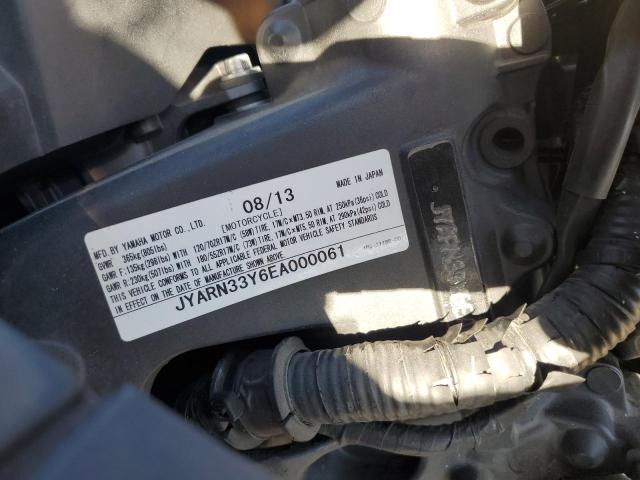 08/13
MFD. BY YAMAHA MOTOR CO., LTD. [MOTORCYCLE] MADE IN JAPAN
GVWR 365kg(805lbs)
GAWR F:135kg(298lbs) WITH 120/70ZR17M/C (58W) TIRE, 17M/C×MT3.50 RIM, AT 250kPa(36psi) COLD
GAWR R:230kg(507lbs) WITH 180/55ZR17M/C (73W) TIRE, 17M/C×MT5.50 RIM, AT 290kPa(42psi) COLD
THIS VEHICLE CONFORMS TO ALL APPLICABLE FEDERAL MOTOR VEHICLE SAFETY STANDARDS
IN EFFECT ON THE DATE OF MANUFACTURE SHOWN ABOVE.
JYARN33Y6EA000061